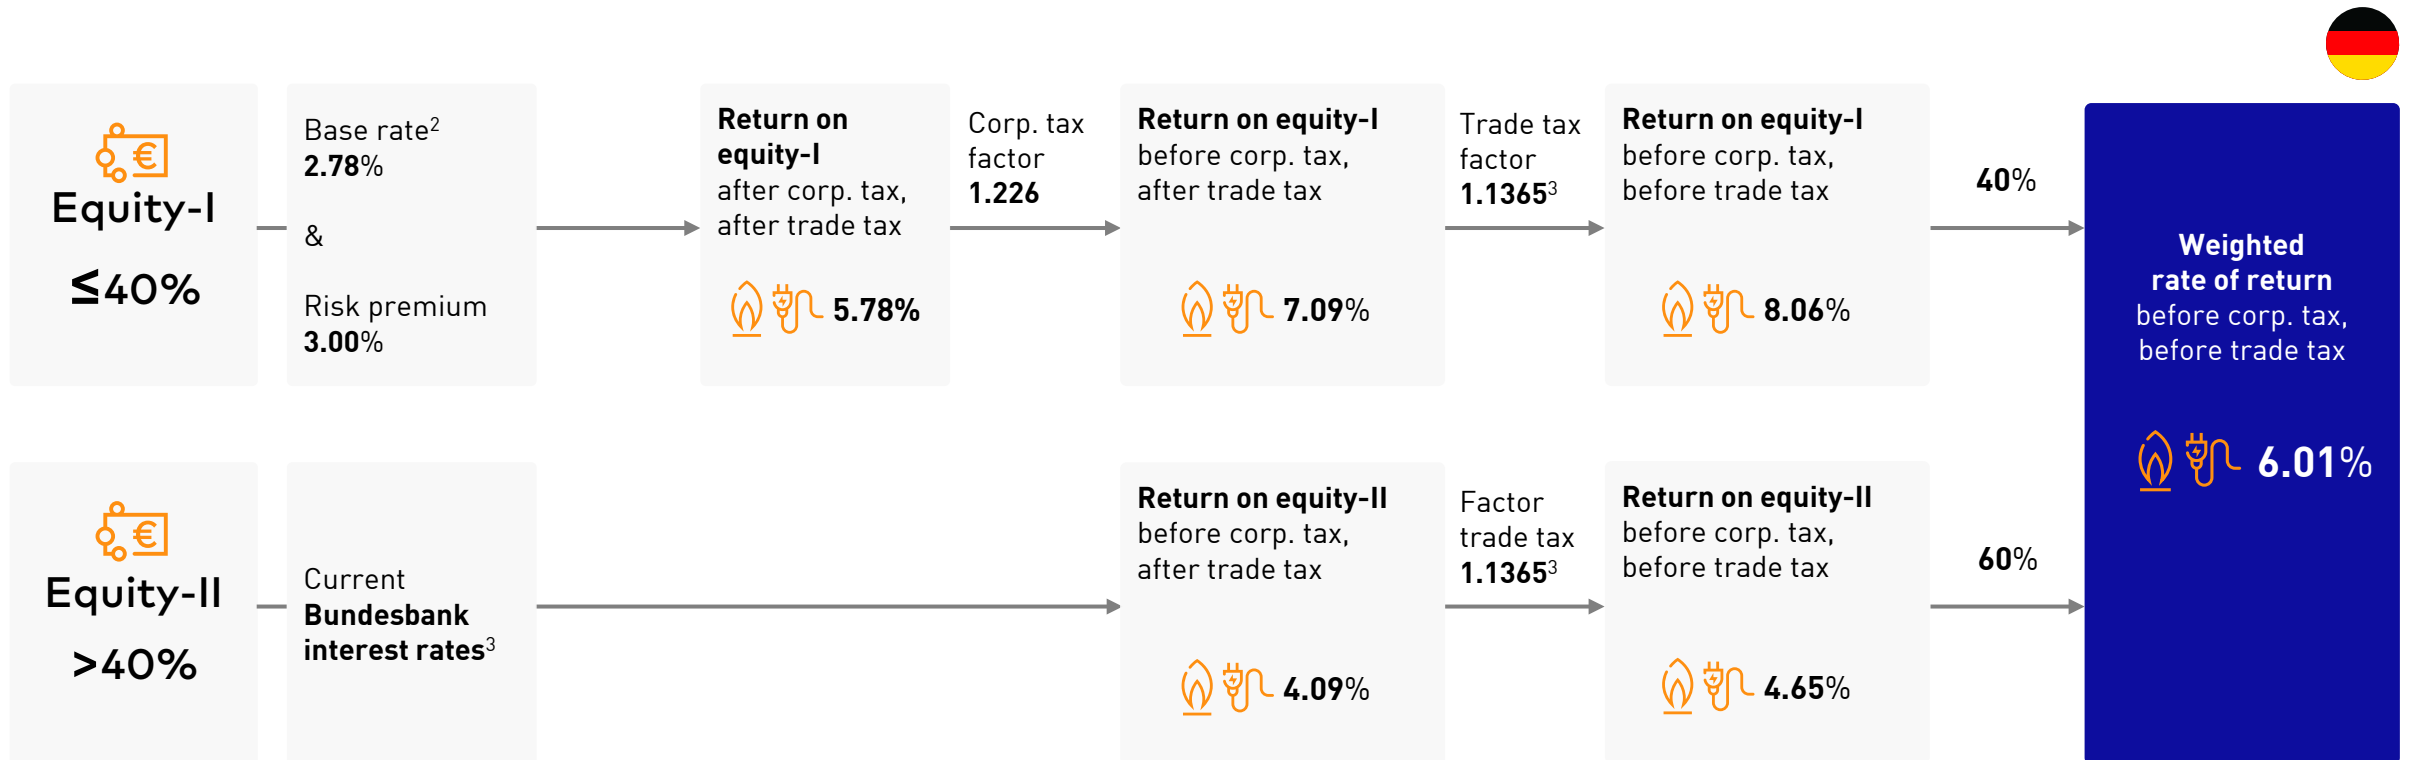 Equity-I
≤40%
Base rate²
2.78%
&
Risk premium
3.00%
Return on
equity-I
after corp. tax,
after trade tax
5.78%
Corp. tax
factor
1.226
Return on equity-I
before corp. tax,
after trade tax
7.09%
Trade tax
factor
1.1365³
Return on equity-I
before corp. tax,
before trade tax
8.06%
40%
Weighted
rate of return
before corp. tax,
before trade tax
6.01%
Equity-II
>40%
Current
Bundesbank
interest rates³
Return on equity-II
before corp. tax,
after trade tax
4.09%
Factor
trade tax
1.1365³
Return on equity-II
before corp. tax,
before trade tax
4.65%
60%